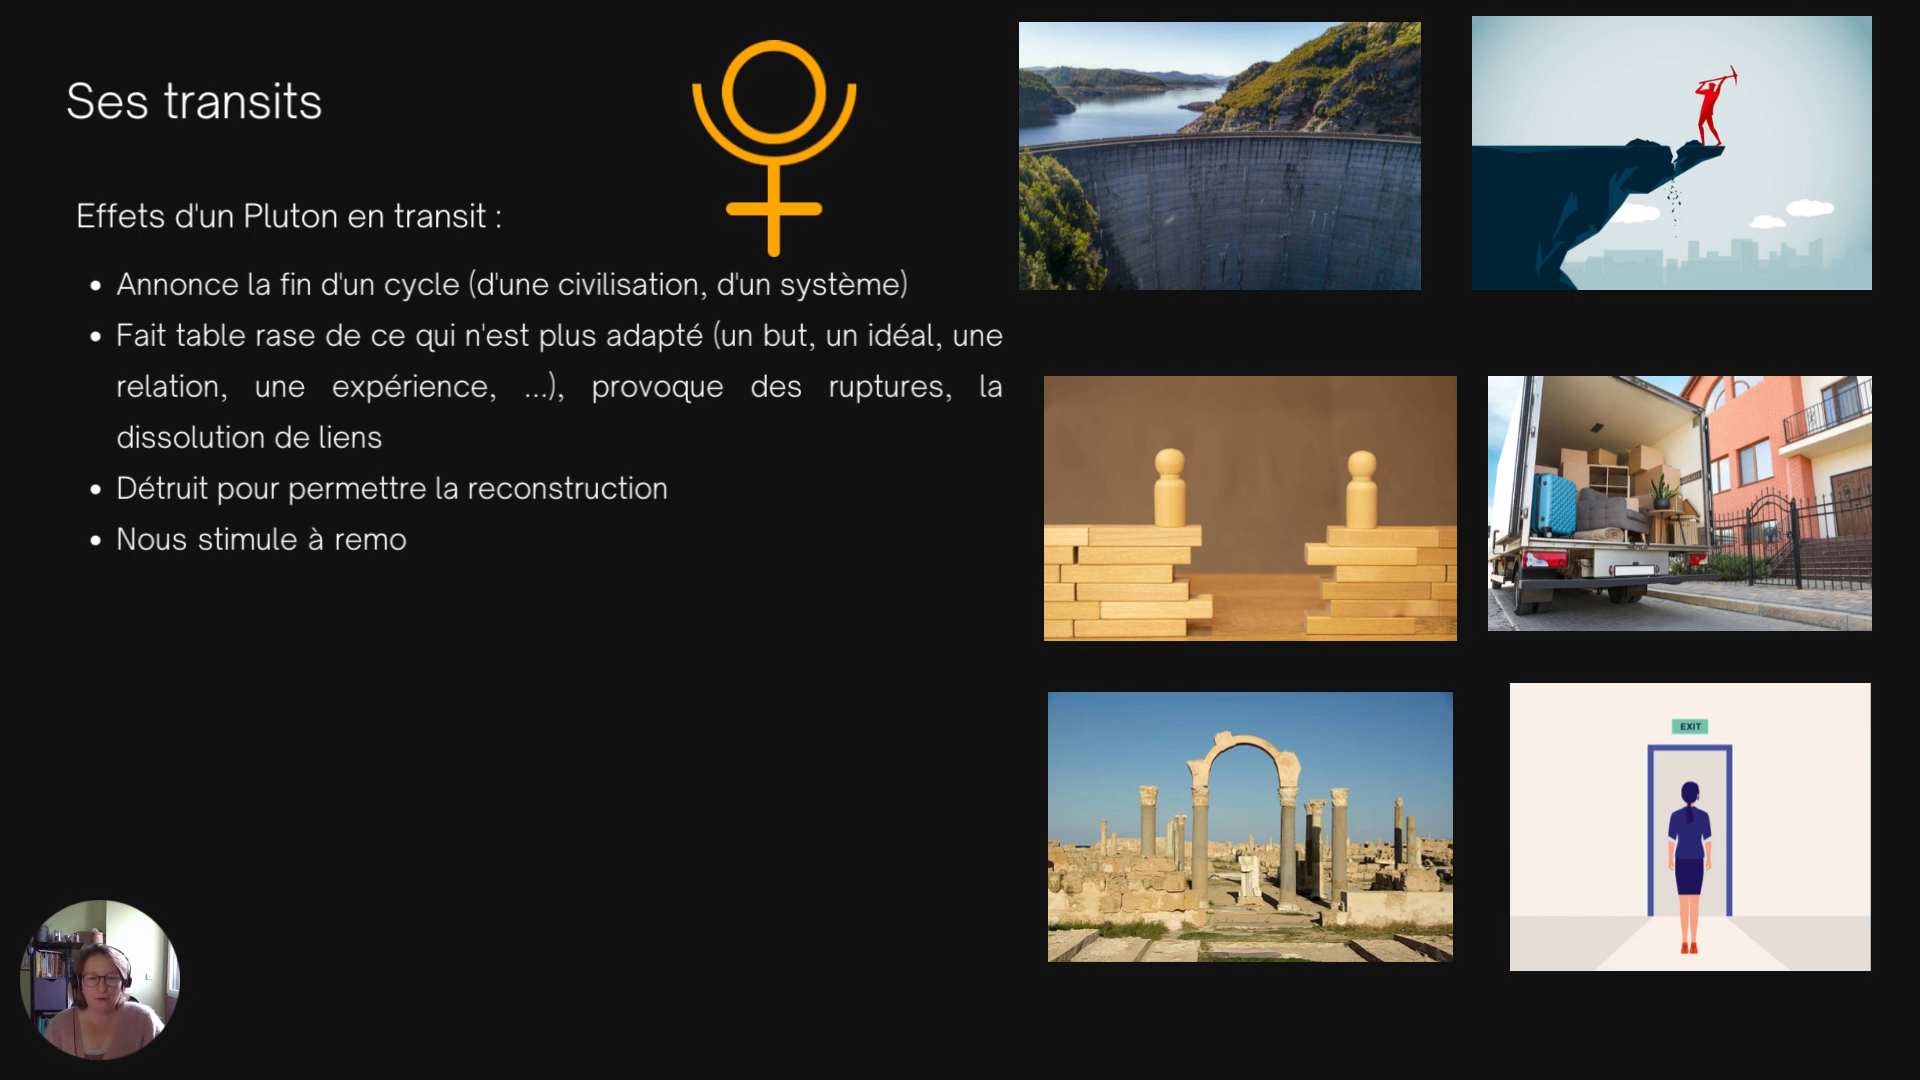 Ses transits
Effets d'un Pluton en transit :
• Annonce la fin d'un cycle (d'une civilisation, d'un système)
• Fait table rase de ce qui n'est plus adapté (un but, un idéal, une
relation, une expérience, ...), provoque des ruptures, la
dissolution de liens
• Détruit pour permettre la reconstruction
• Nous stimule à remo
EXIT